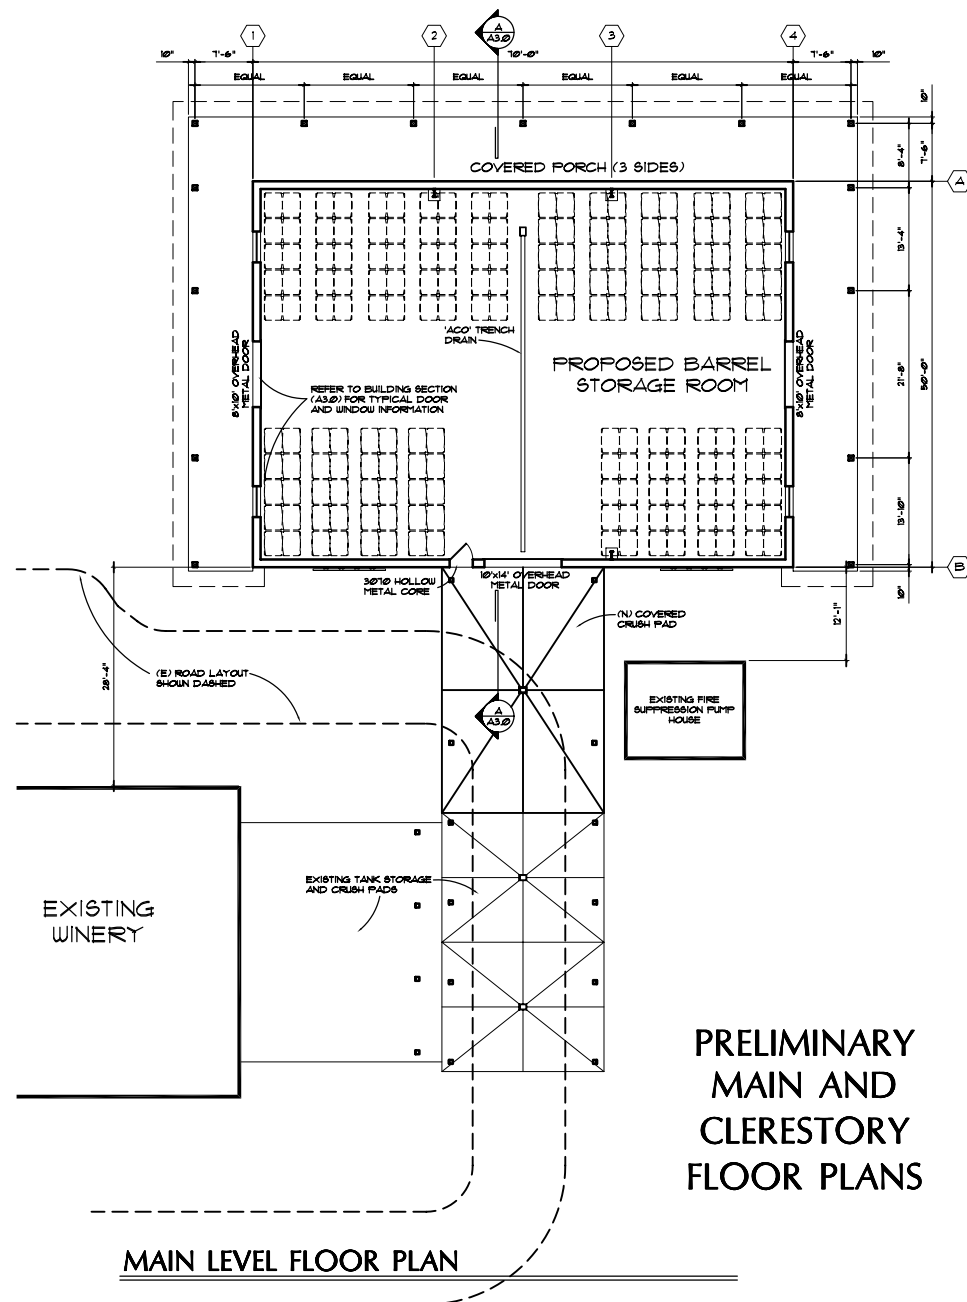 1
2
A
A3.0
3
4
10"
7'-6"
70'-0"
7'-6"
10"
EQUAL
EQUAL
EQUAL
EQUAL
EQUAL
EQUAL
10"
8'-4"
7'-6"
COVERED PORCH (3 SIDES)
A
13'-4"
'ACO' TRENCH
DRAIN
8'x10' OVERHEAD
METAL DOOR
PROPOSED BARREL
STORAGE ROOM
8'x10' OVERHEAD
METAL DOOR
21'-8"
50'-0"
REFER TO BUILDING SECTION
(A3.0) FOR TYPICAL DOOR
AND WINDOW INFORMATION
13'-10"
B
3070 HOLLOW
METAL CORE
10'x14' OVERHEAD
METAL DOOR
10"
12'-1"
(N) COVERED
CRUSH PAD
28'-4"
(E) ROAD LAYOUT
SHOWN DASHED
A
A3.0
EXISTING FIRE
SUPPRESSION PUMP
HOUSE
EXISTING TANK STORAGE
AND CRUSH PADS
EXISTING
WINERY
PRELIMINARY
MAIN AND
CLERESTORY
FLOOR PLANS
MAIN LEVEL FLOOR PLAN